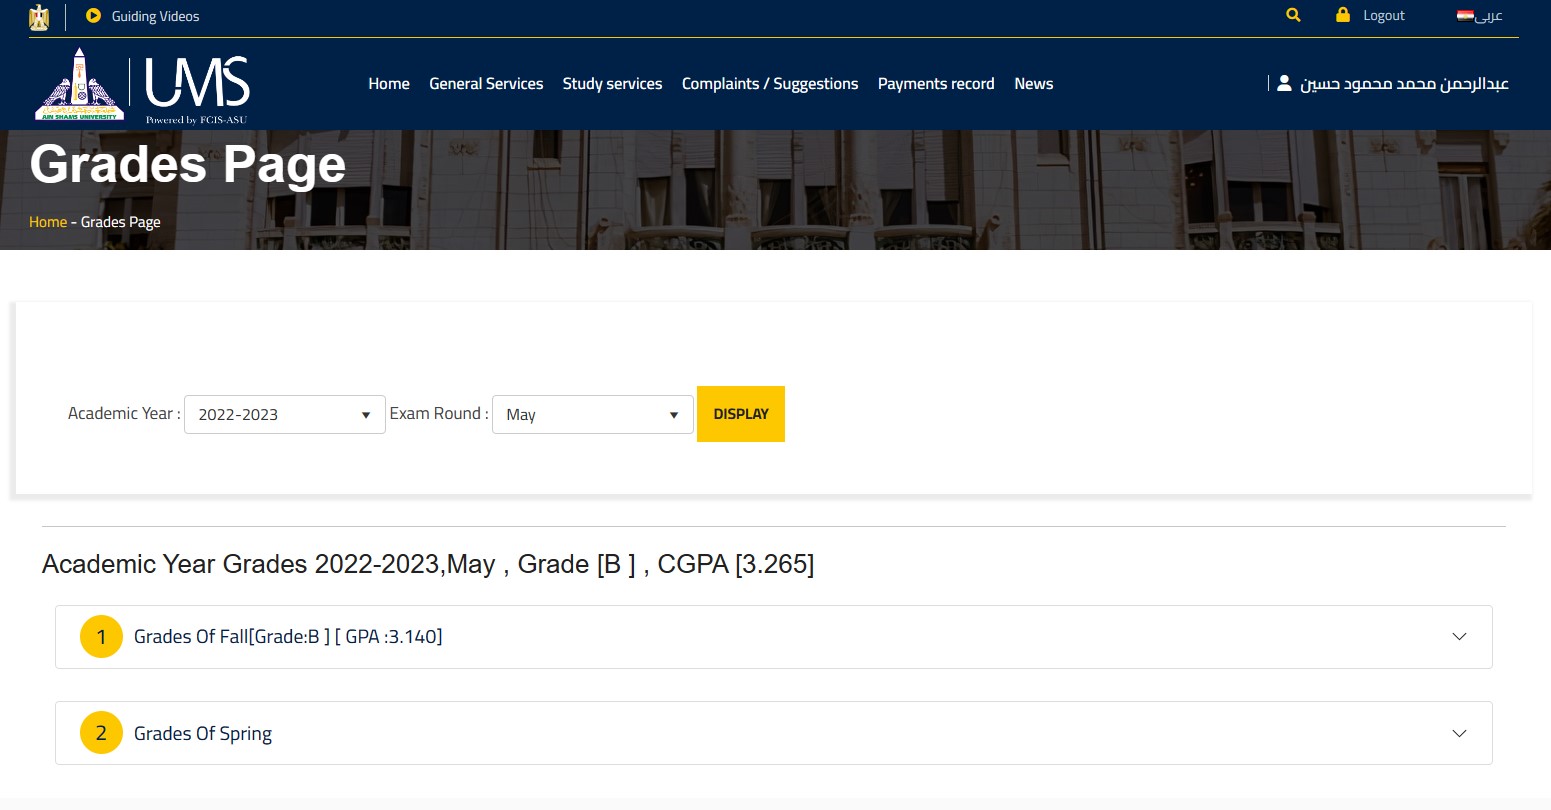 Guiding Videos
Logout
عربى
AIN SHAMS UNIVERSITY
UMS
Powered by FCIS-ASU
Home General Services Study services Complaints / Suggestions Payments record News
عبدالرحمن محمد محمود حسين
Grades Page
Home - Grades Page
Academic Year : 2022-2023 Exam Round : May DISPLAY
Academic Year Grades 2022-2023,May , Grade [B ] , CGPA [3.265]
1 Grades Of Fall[Grade:B ] [ GPA :3.140]
2 Grades Of Spring